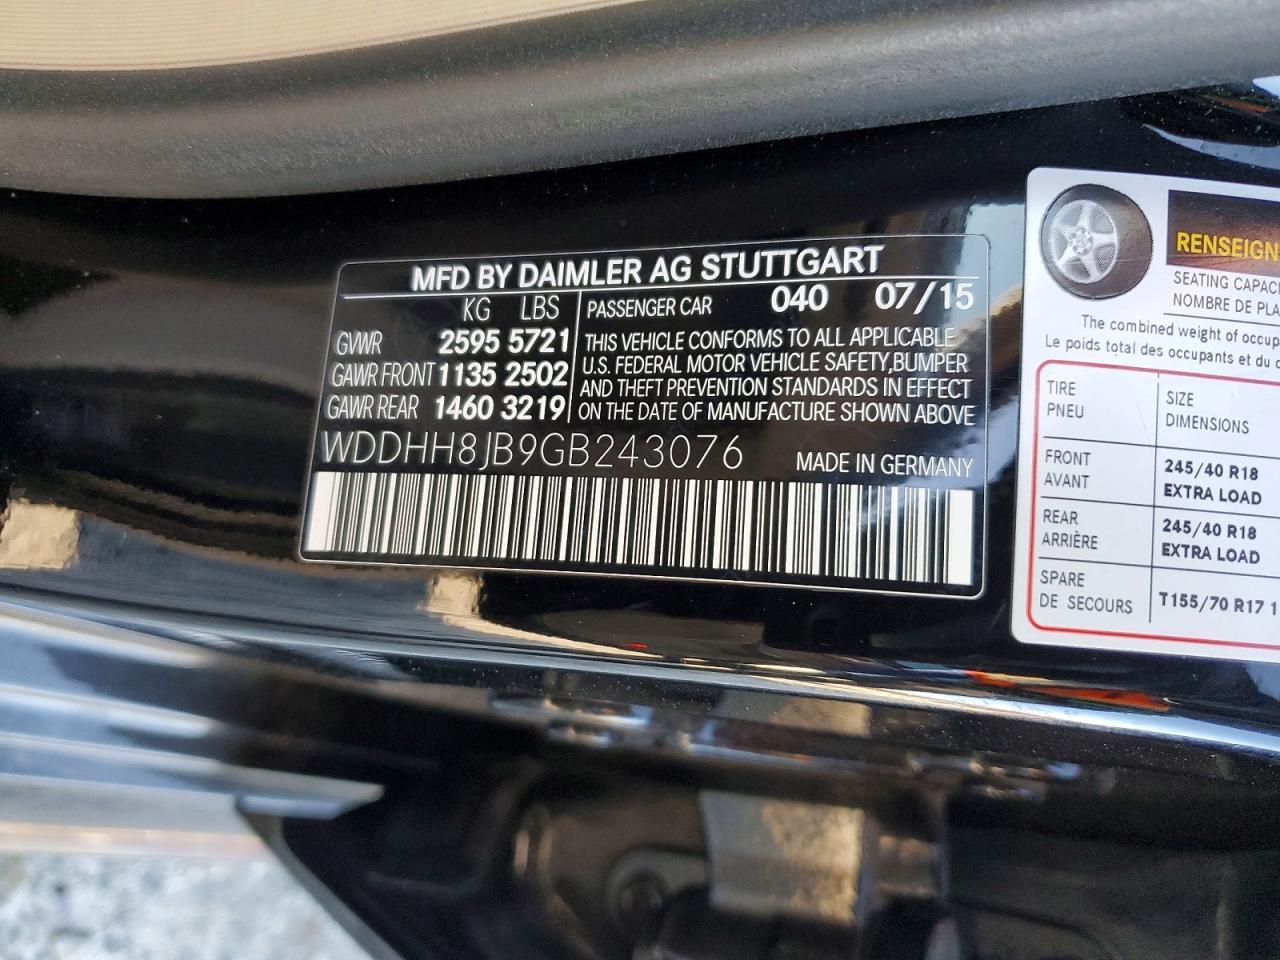 MFD BY DAIMLER AG STUTTGART
KG LBS PASSENGER CAR 040 07/15
GVWR 2595 5721 THIS VEHICLE CONFORMS TO ALL APPLICABLE
GAWR FRONT 1135 2502 U.S. FEDERAL MOTOR VEHICLE SAFETY,BUMPER
AND THEFT PREVENTION STANDARDS IN EFFECT
GAWR REAR 1460 3219 ON THE DATE OF MANUFACTURE SHOWN ABOVE
WDDHH8JB9GB243076 MADE IN GERMANY
RENSEIGN
SEATING CAPACI
NOMBRE DE PLA
The combined weight of occup
Le poids total des occupants et du c
TIRE SIZE
PNEU DIMENSIONS
FRONT 245/40 R18
AVANT EXTRA LOAD
REAR 245/40 R18
ARRIÈRE EXTRA LOAD
SPARE T155/70 R17 1
DE SECOURS